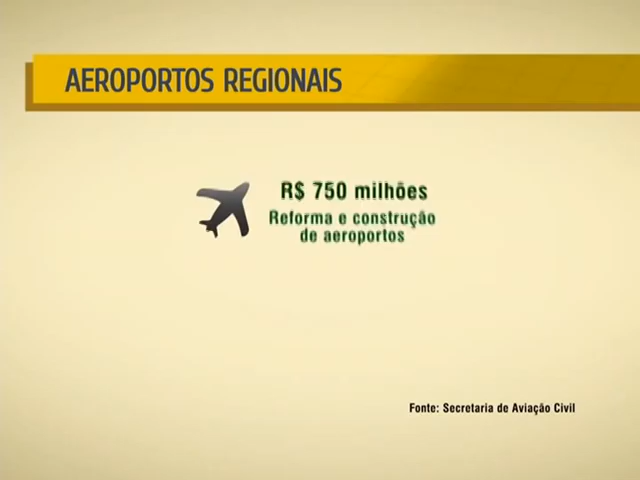 AEROPORTOS REGIONAIS
R$ 750 milhões
Reforma e construção
de aeroportos
Fonte: Secretaria de Aviação Civil